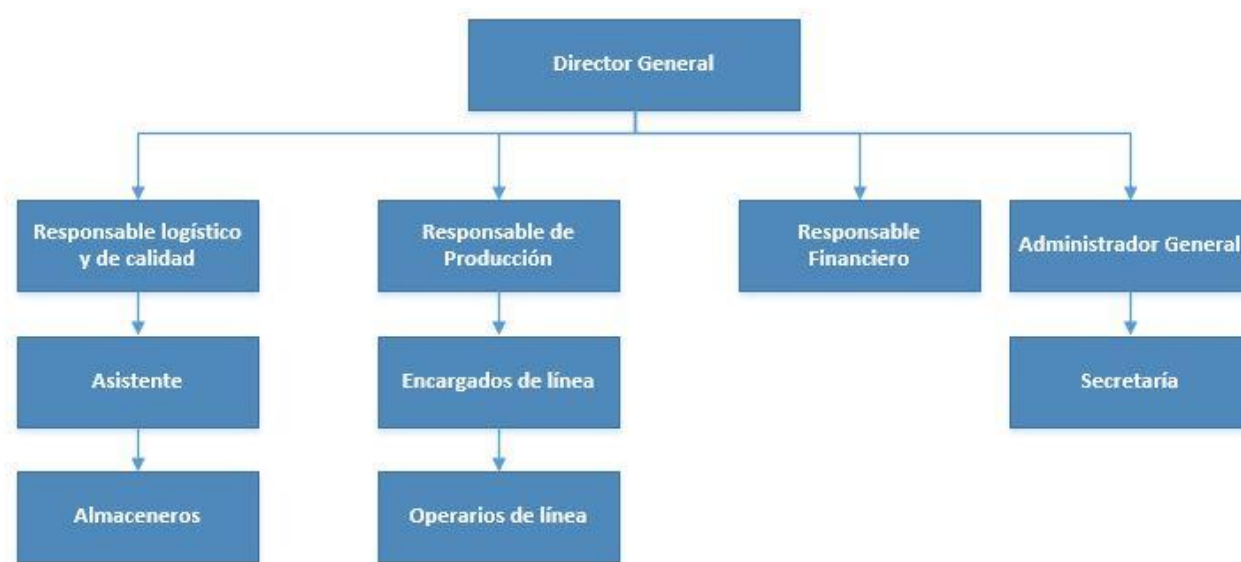 Director General
Responsable logístico
y de calidad
Responsable de
Producción
Responsable
Financiero
Administrador General
Asistente
Encargados de línea
Secretaría
Almaceneros
Operarios de línea